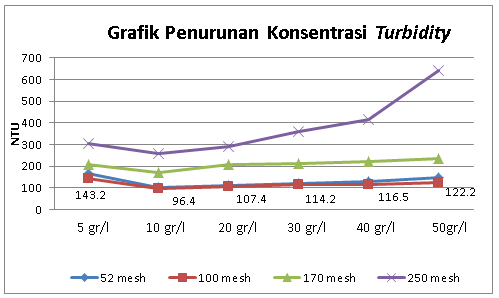 Grafik Penurunan Konsentrasi Turbidity
700
600
500
400
300
200
100
0
NTU
143.2 96.4 107.4 114.2 116.5 122.2
5 gr/l 10 gr/l 20 gr/l 30 gr/l 40 gr/l 50gr/l
52 mesh 100 mesh 170 mesh 250 mesh